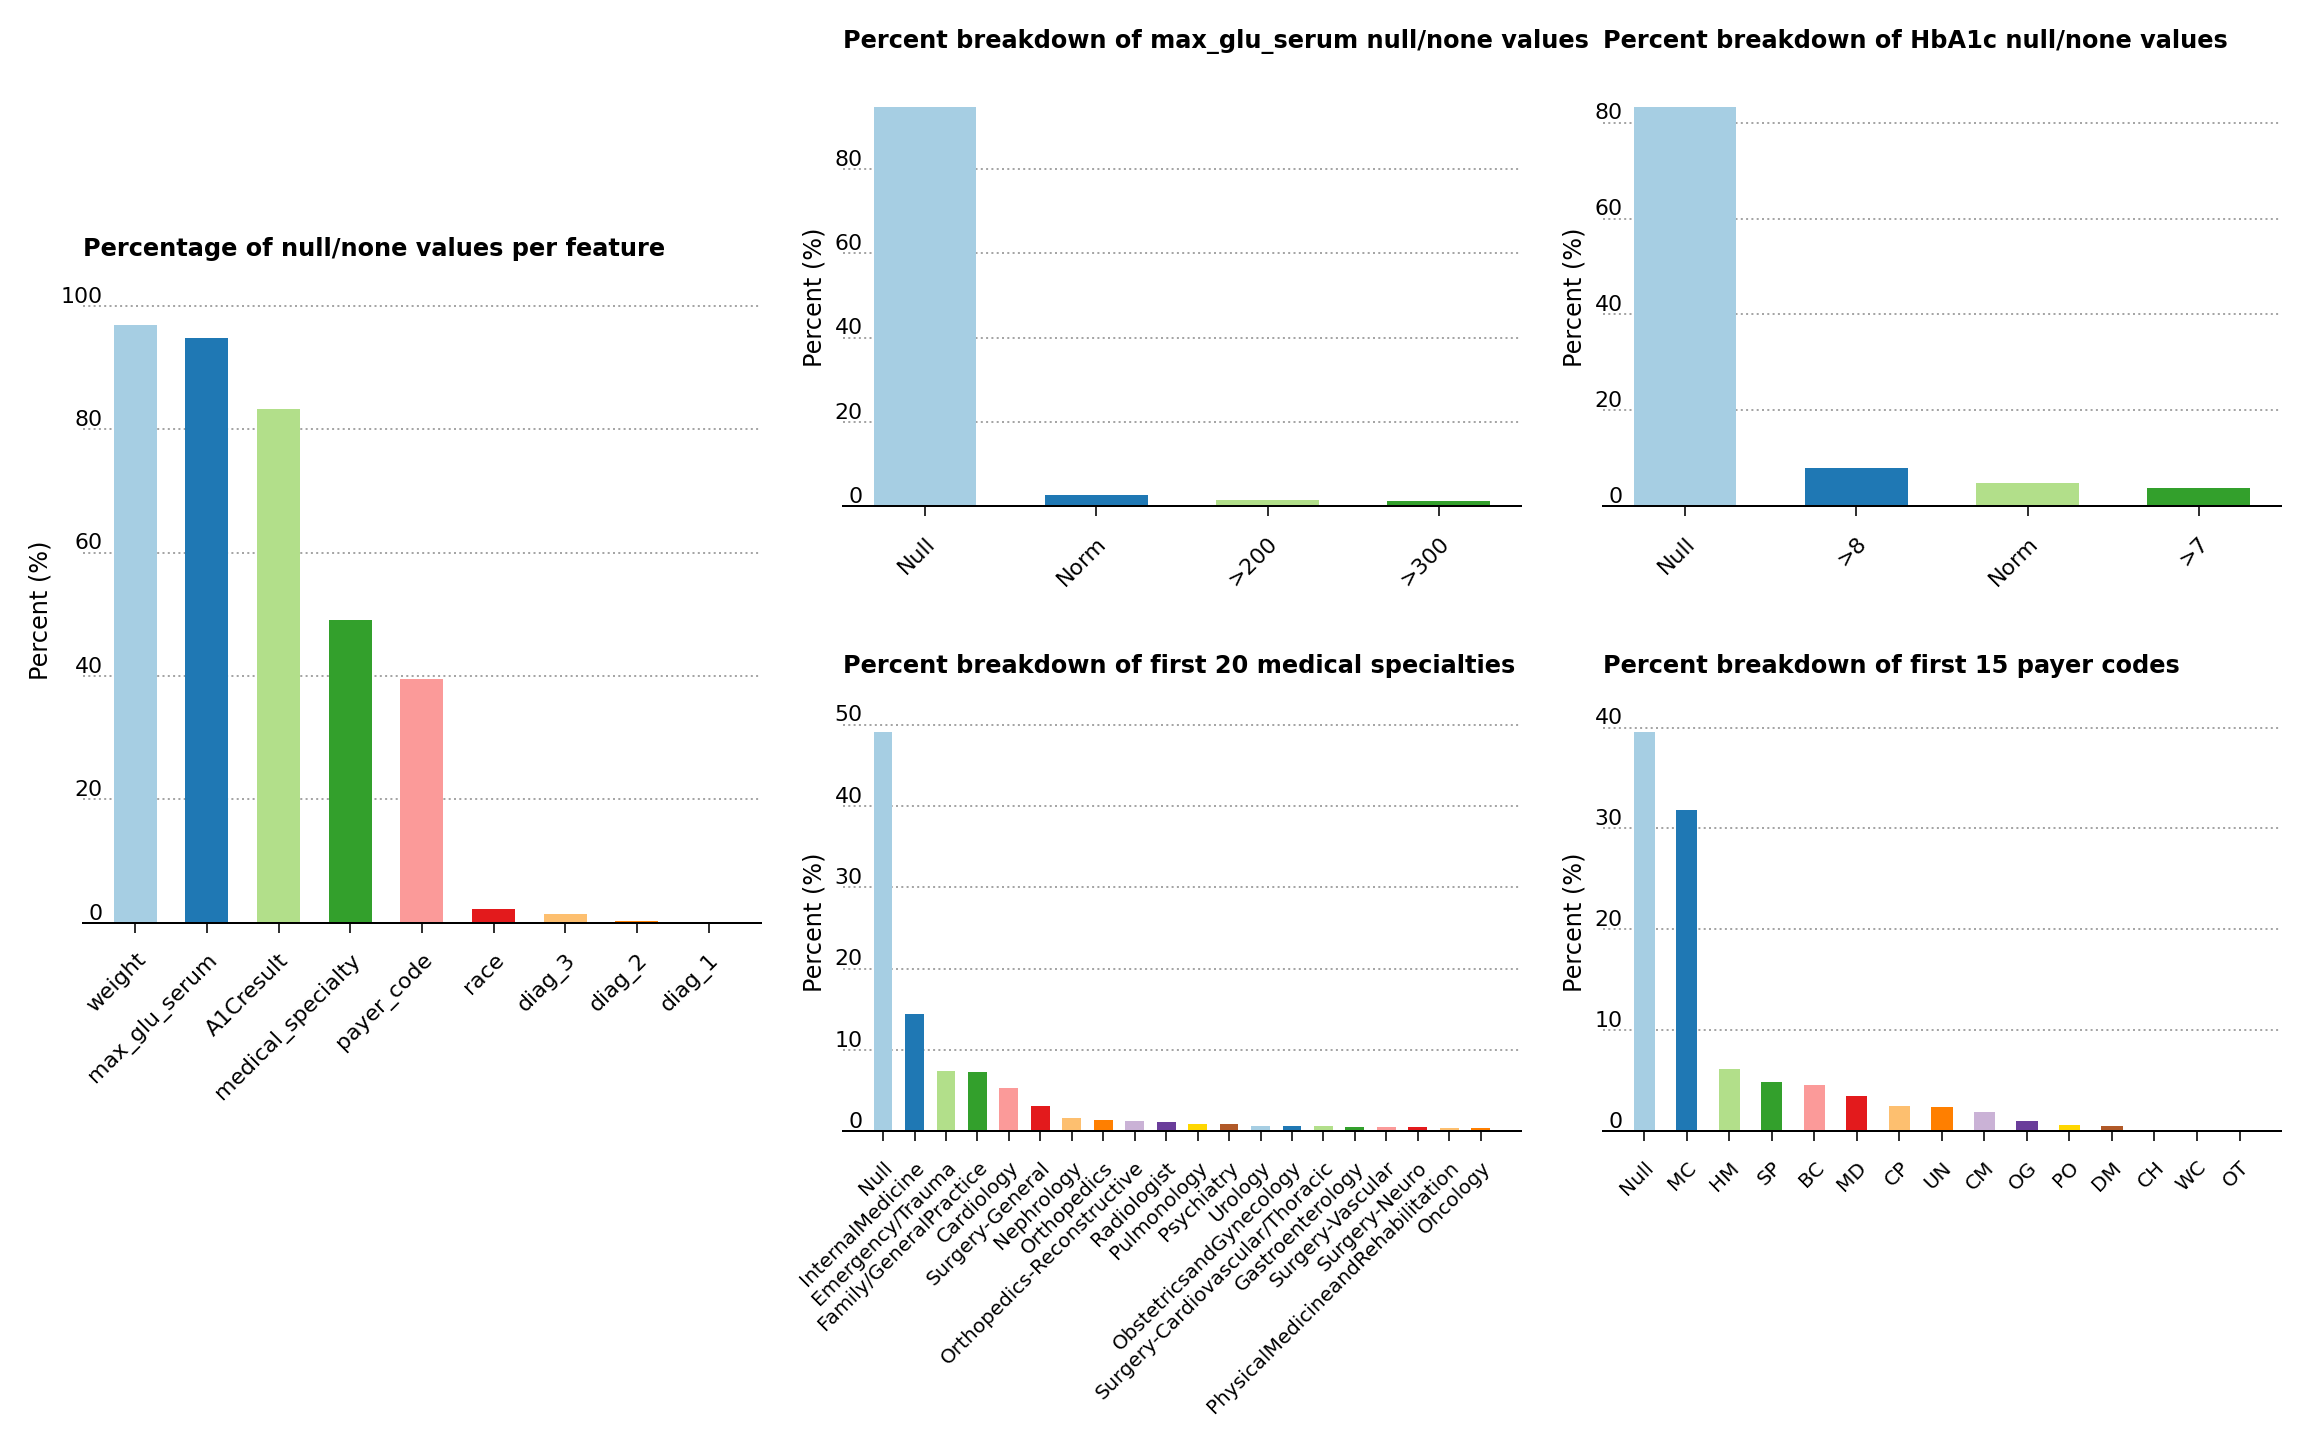 Percentage of null/none values per feature
Percent (%)
100
80
60
40
20
0
weight
max_glu_serum
A1Cresult
medical_specialty
payer_code
race
diag_3
diag_2
diag_1
Percent breakdown of max_glu_serum null/none values
Percent (%)
80
60
40
20
0
Null
Norm
>200
>300
Percent breakdown of HbA1c null/none values
Percent (%)
80
60
40
20
0
Null
>8
Norm
>7
Percent breakdown of first 20 medical specialties
Percent (%)
50
40
30
20
10
0
Null
InternalMedicine
Emergency/Trauma
Family/GeneralPractice
Cardiology
Surgery-General
Nephrology
Orthopedics
Orthopedics-Reconstructive
Radiologist
Pulmonology
Psychiatry
Urology
ObstetricsandGynecology
Surgery-Cardiovascular/Thoracic
Gastroenterology
Surgery-Vascular
Surgery-Neuro
PhysicalMedicineandRehabilitation
Oncology
Percent breakdown of first 15 payer codes
Percent (%)
40
30
20
10
0
Null
MC
HM
SP
BC
MD
CP
UN
CM
OG
PO
DM
CH
WC
OT